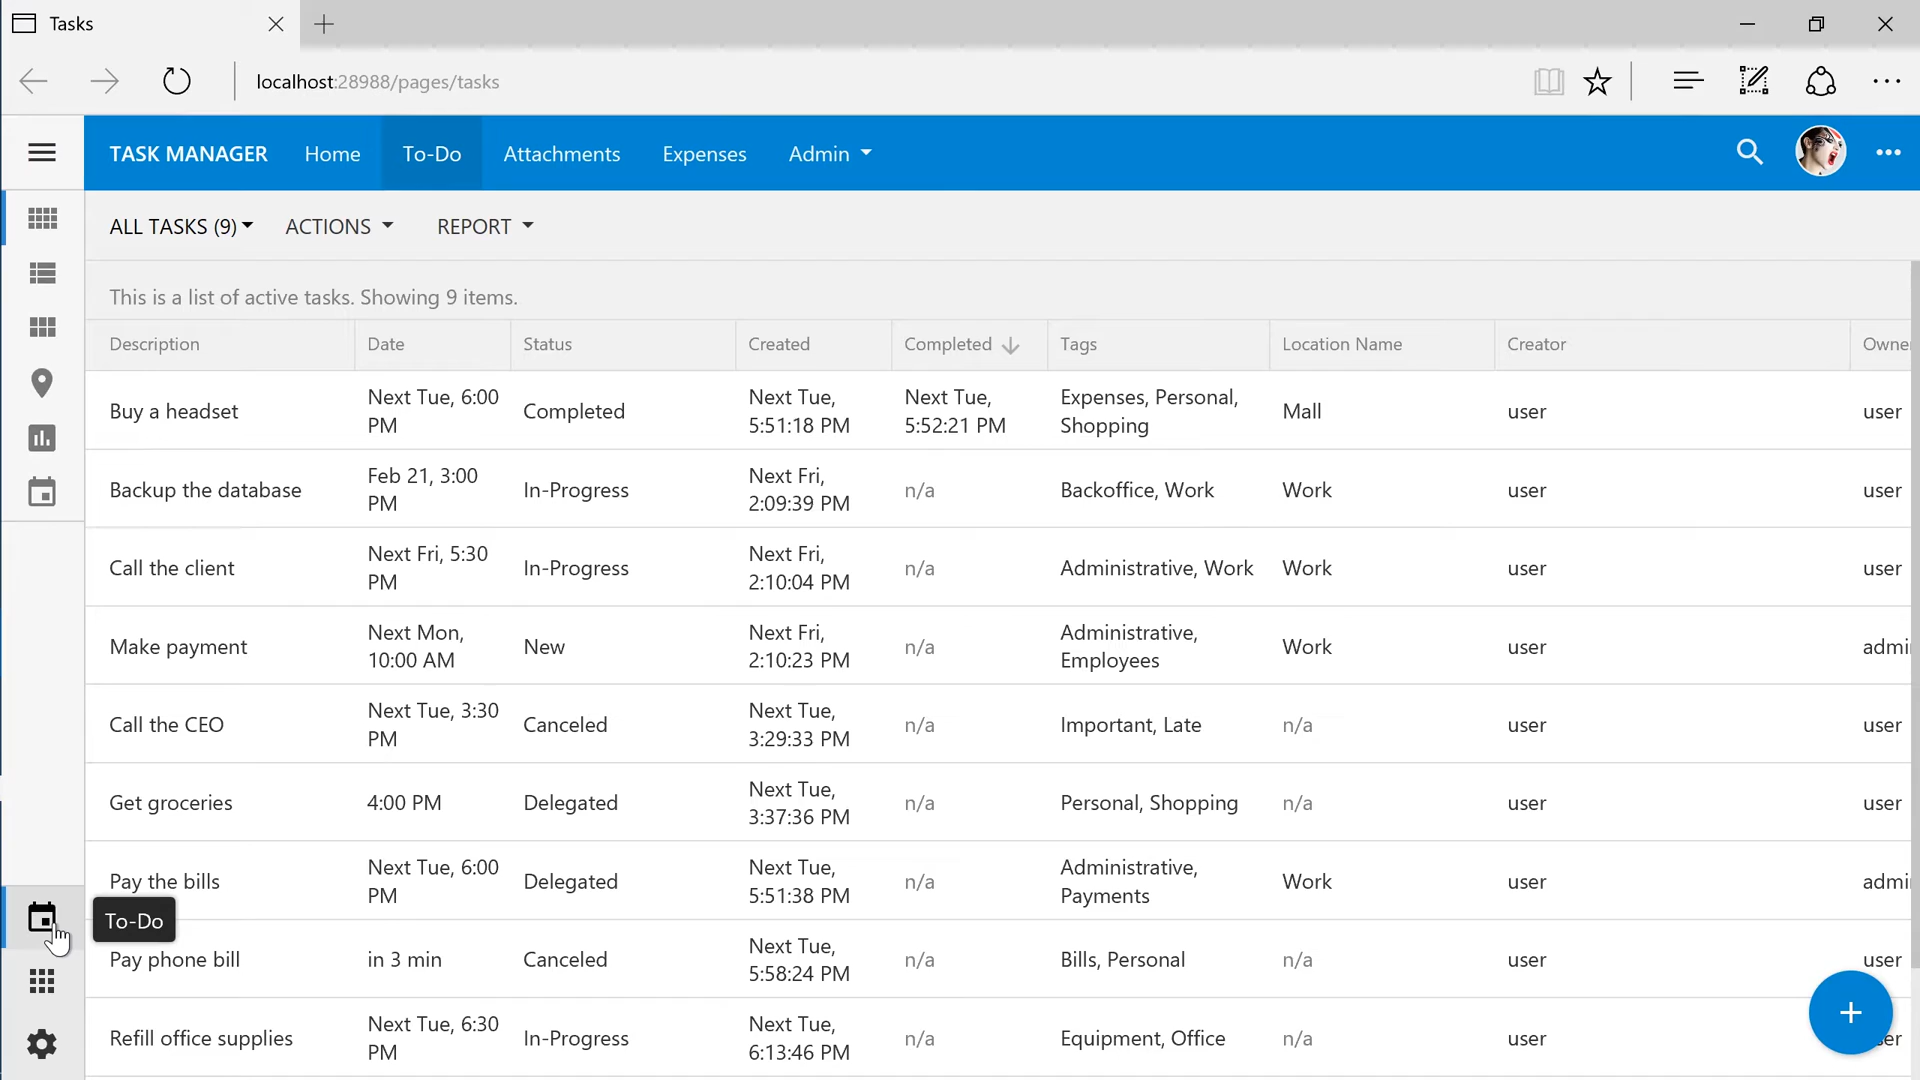 Tasks
localhost:28988/pages/tasks
TASK MANAGER Home To-Do Attachments Expenses Admin
ALL TASKS (9) ACTIONS REPORT
This is a list of active tasks. Showing 9 items.
Description Date Status Created Completed Tags Location Name Creator Owne
Buy a headset Next Tue, 6:00 PM Completed Next Tue, 5:51:18 PM Next Tue, 5:52:21 PM Expenses, Personal, Shopping Mall user user
Backup the database Feb 21, 3:00 PM In-Progress Next Fri, 2:09:39 PM n/a Backoffice, Work Work user user
Call the client Next Fri, 5:30 PM In-Progress Next Fri, 2:10:04 PM n/a Administrative, Work Work user user
Make payment Next Mon, 10:00 AM New Next Fri, 2:10:23 PM n/a Administrative, Employees Work user admi
Call the CEO Next Tue, 3:30 PM Canceled Next Tue, 3:29:33 PM n/a Important, Late n/a user user
Get groceries 4:00 PM Delegated Next Tue, 3:37:36 PM n/a Personal, Shopping n/a user user
Pay the bills Next Tue, 6:00 PM Delegated Next Tue, 5:51:38 PM n/a Administrative, Payments Work user admi
To-Do
Pay phone bill in 3 min Canceled Next Tue, 5:58:24 PM n/a Bills, Personal n/a user user
Refill office supplies Next Tue, 6:30 PM In-Progress Next Tue, 6:13:46 PM n/a Equipment, Office n/a user er